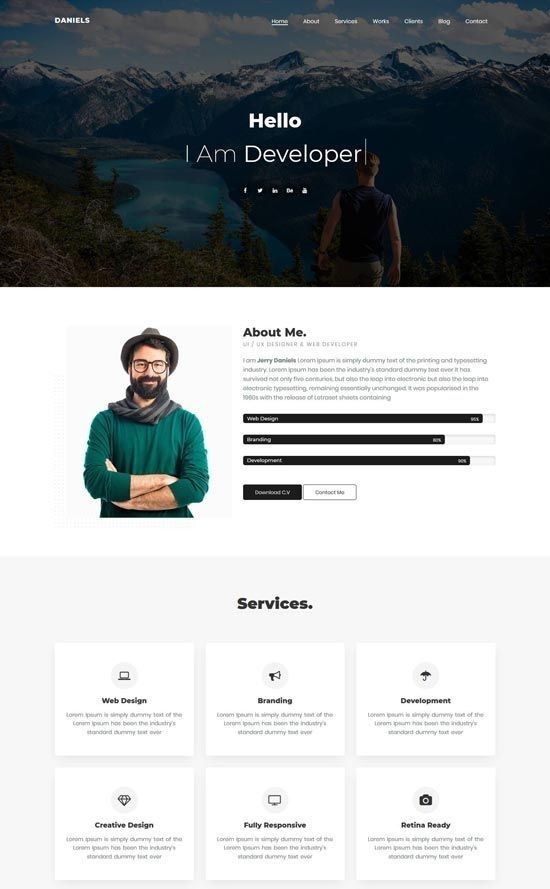 DANIELS
Home About Services Works Clients Blog Contact
Hello
I Am Developer
About Me.
UI / UX DESIGNER & WEB DEVELOPER
I am Jerry Daniels Lorem Ipsum is simply dummy text of the printing and typesetting
industry. Lorem Ipsum has been the industry's standard dummy text ever It has
survived not only five centuries, but also the leap into electronic but also the leap into
electronic typesetting, remaining essentially unchanged. It was popularised in the
1960s with the release of Letraset sheets containing
Web Design 95%
Branding 80%
Development 90%
Download C.V Contact Me
Services.
Web Design
Lorem Ipsum is simply dummy text of the
Lorem Ipsum has been the industry's
standard dummy text ever
Branding
Lorem Ipsum is simply dummy text of the
Lorem Ipsum has been the industry's
standard dummy text ever
Development
Lorem Ipsum is simply dummy text of the
Lorem Ipsum has been the industry's
standard dummy text ever
Creative Design
Lorem Ipsum is simply dummy text of the
Lorem Ipsum has been the industry's
standard dummy text ever
Fully Responsive
Lorem Ipsum is simply dummy text of the
Lorem Ipsum has been the industry's
standard dummy text ever
Retina Ready
Lorem Ipsum is simply dummy text of the
Lorem Ipsum has been the industry's
standard dummy text ever